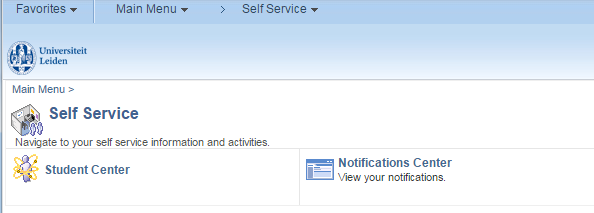 Favorites Main Menu > Self Service
Universiteit
Leiden
Main Menu >
Self Service
Navigate to your self service information and activities.
Student Center
Notifications Center
View your notifications.